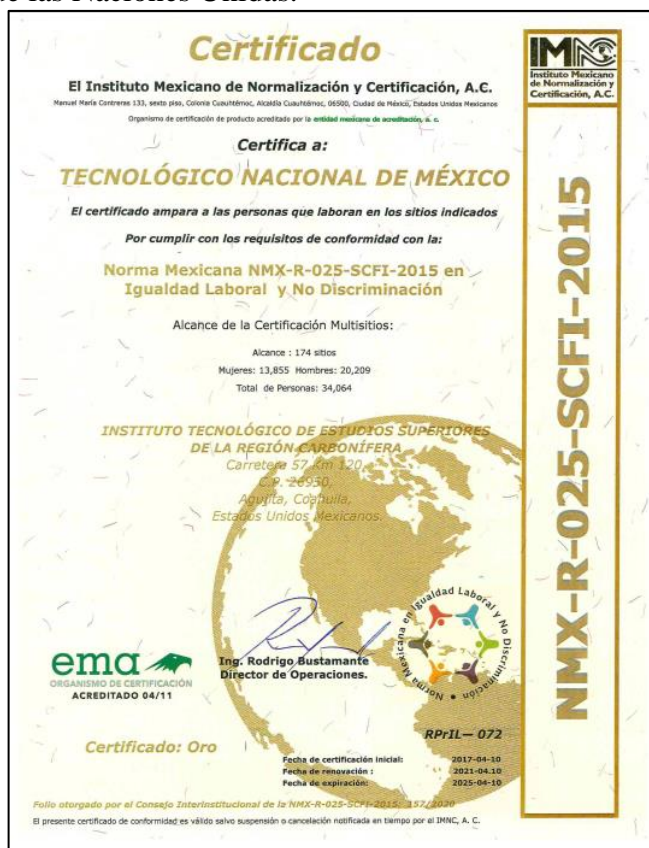 te las Naciones Unidas.
Certificado
El Instituto Mexicano de Normalización y Certificación, A.C.
Manuel María Contreras 133, sexto piso, Colonia Cuauhtémoc, Alcaldía Cuauhtémoc, 06500, Ciudad de México, Estados Unidos Mexicanos
Organismo de certificación de producto acreditado por la entidad mexicana de acreditación, a. c.
Certifica a:
TECNOLÓGICO NACIONAL DE MÉXICO
El certificado ampara a las personas que laboran en los sitios indicados
Por cumplir con los requisitos de conformidad con la:
Norma Mexicana NMX-R-025-SCFI-2015 en
Igualdad Laboral y No Discriminación
Alcance de la Certificación Multisitios:
Alcance : 174 sitios
Mujeres: 13,855 Hombres: 20,209
Total de Personas: 34,064
INSTITUTO TECNOLÓGICO DE ESTUDIOS SUPERIORES
DE LA REGIÓN CARBONÍFERA
Carretera 57 Km 120,
C.P. 26950,
Agujita, Coahuila,
Estados Unidos Mexicanos.
Ing. Rodrigo Bustamante
Director de Operaciones.
ema
ORGANISMO DE CERTIFICACIÓN
ACREDITADO 04/11
Norma Mexicana en Igualdad Laboral y No Discriminación
RPrIL— 072
Certificado: Oro
Fecha de certificación inicial: 2017-04-10
Fecha de renovación : 2021-04.10
Fecha de expiración: 2025-04-10
Folio otorgado por el Consejo Interinstitucional de la NMX-R-025-SCFI-2015: 157/2020
El presente certificado de conformidad es válido salvo suspensión o cancelación notificada en tiempo por el IMNC, A. C.
IMNC
Instituto Mexicano
de Normalización y
Certificación, A.C.
NMX-R-025-SCFI-2015